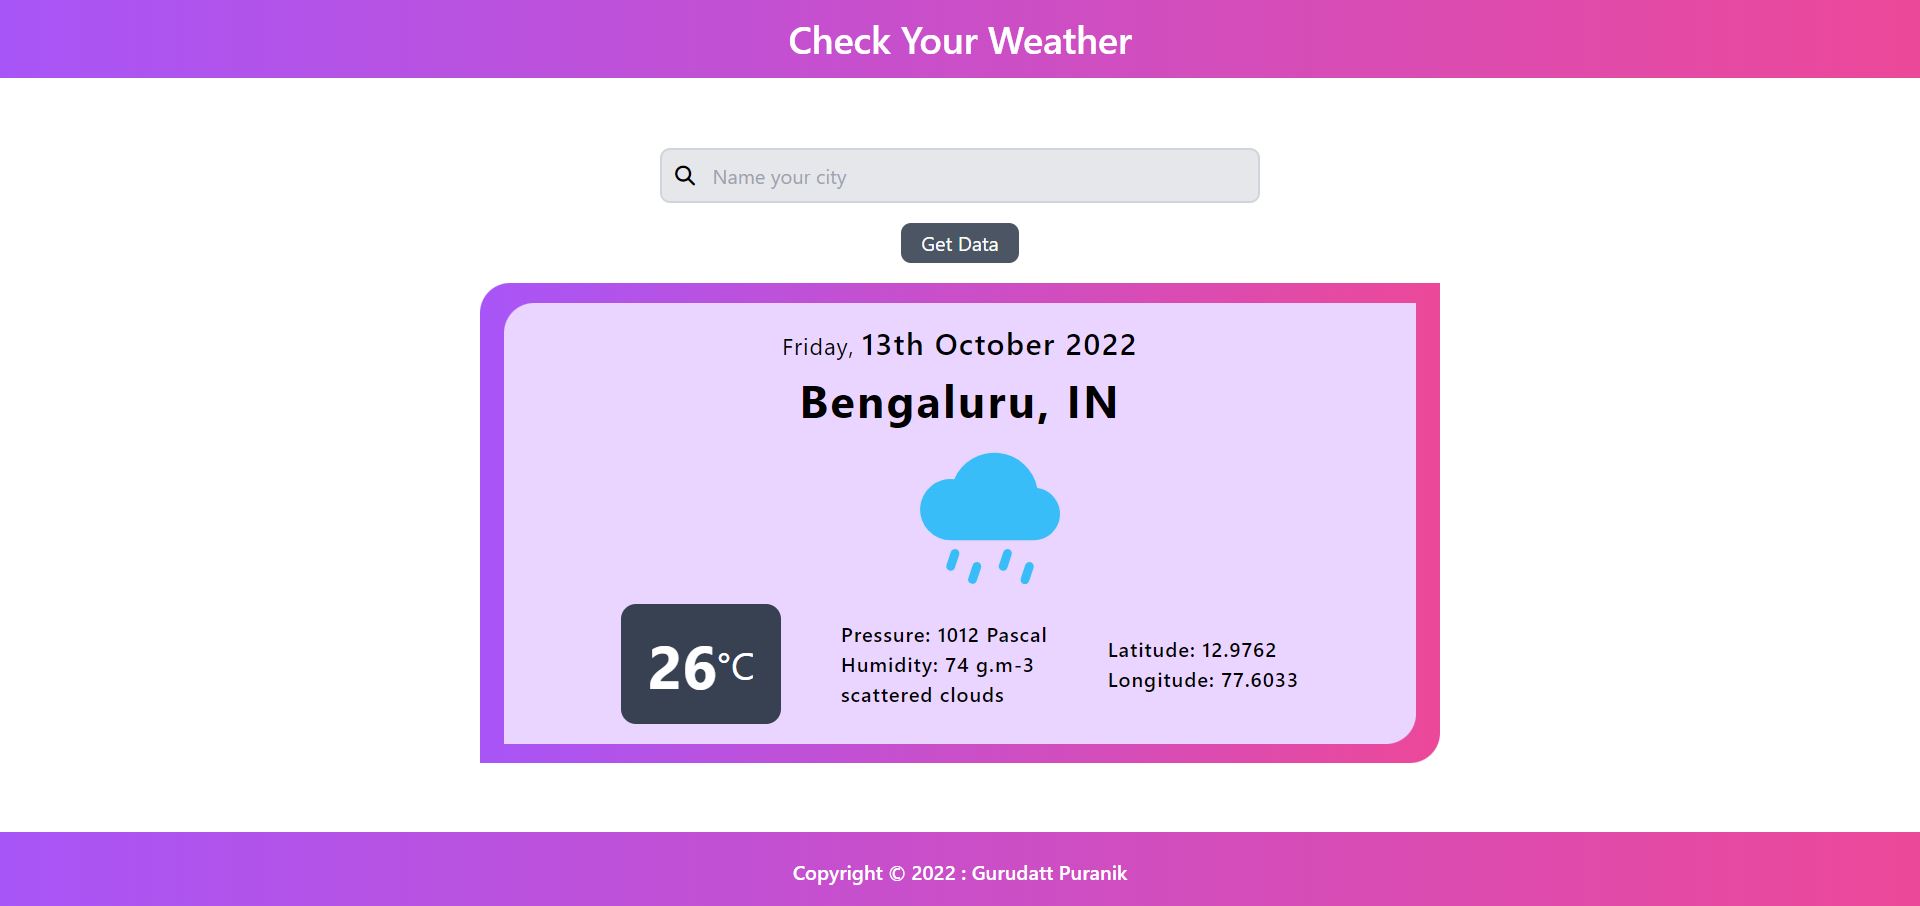 Check Your Weather
Name your city
Get Data
Friday, 13th October 2022
Bengaluru, IN
26°C
Pressure: 1012 Pascal
Humidity: 74 g.m-3
scattered clouds
Latitude: 12.9762
Longitude: 77.6033
Copyright © 2022 : Gurudatt Puranik